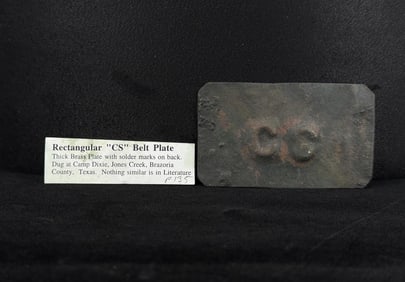 Rectangular "CS" Belt Plate
Thick Brass Plate with solder marks on back.
Dug at Camp Dixie, Jones Creek, Brazoria
County, Texas. Nothing similar is in Literature
P 135
CS